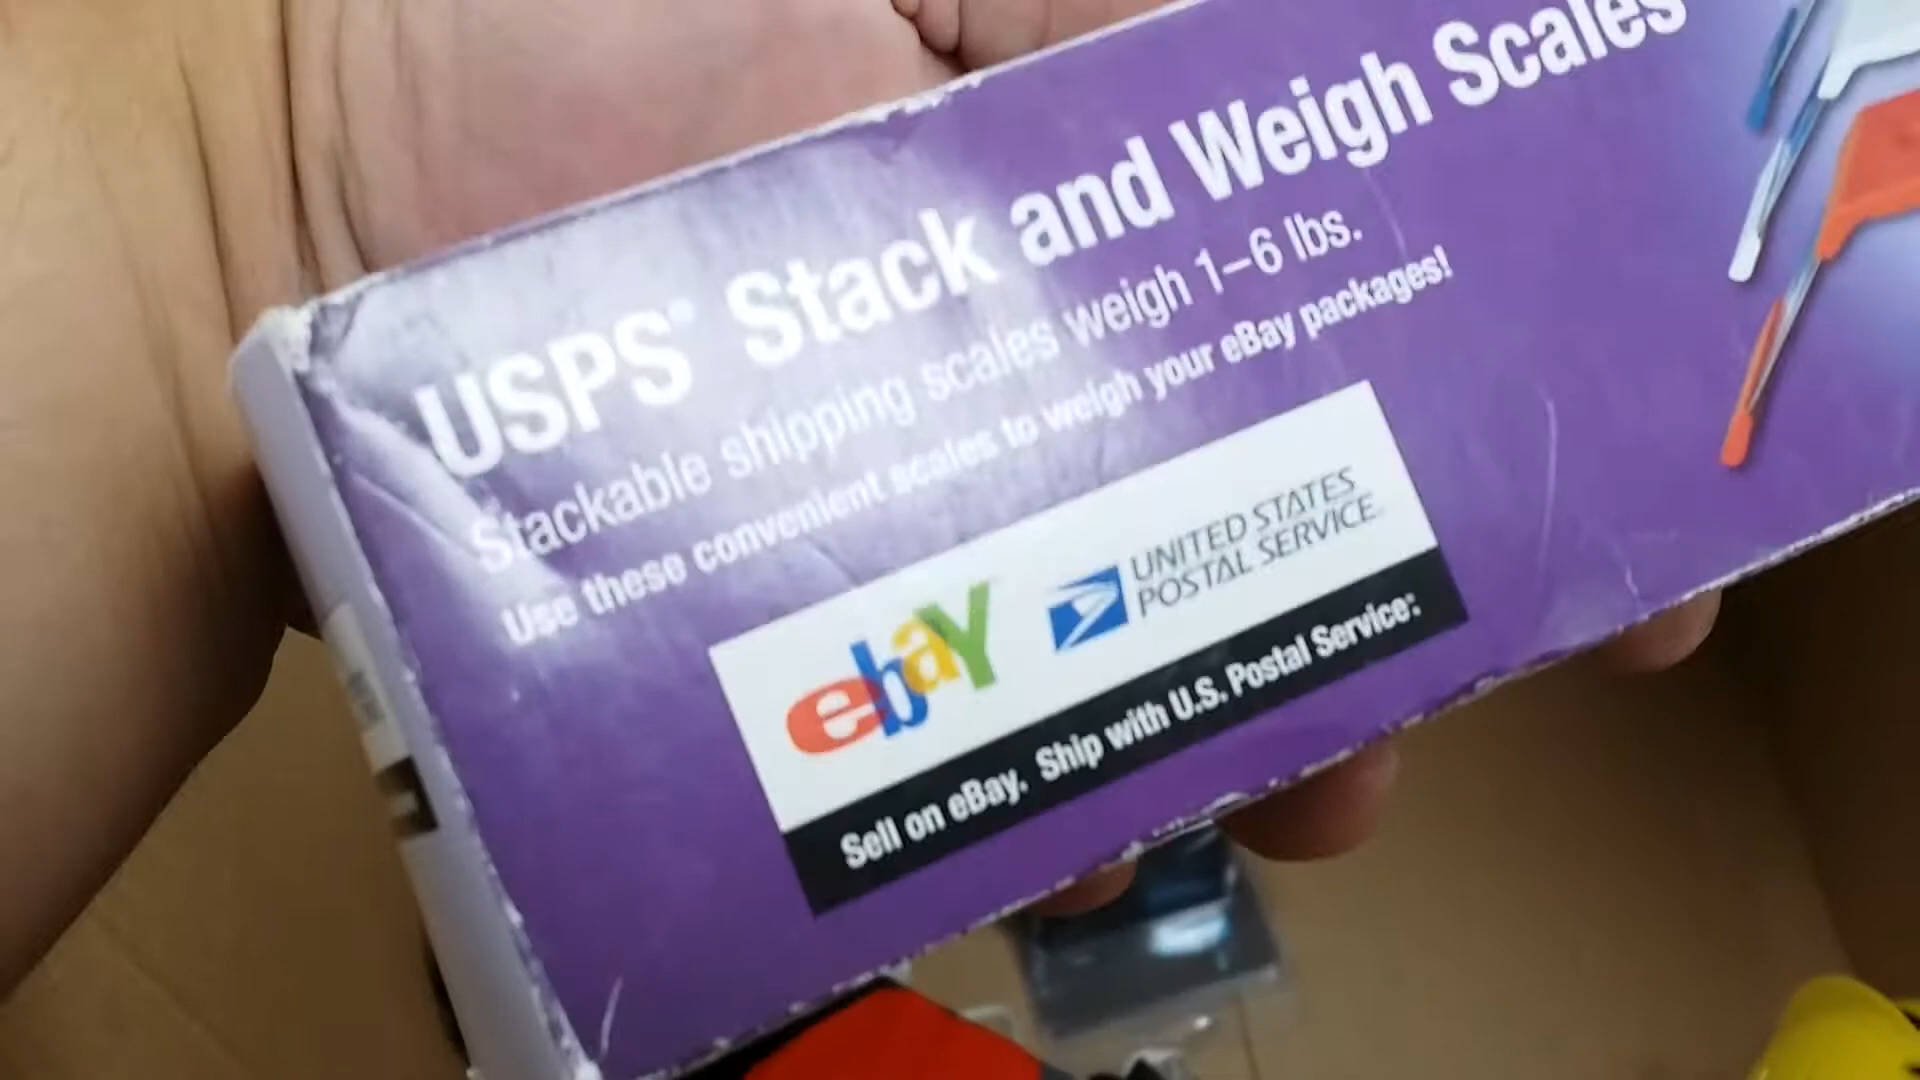 USPS® Stack and Weigh Scales
Stackable shipping scales weigh 1–6 lbs.
Use these convenient scales to weigh your eBay packages!
ebaY
UNITED STATES
POSTAL SERVICE
Sell on eBay. Ship with U.S. Postal Service.